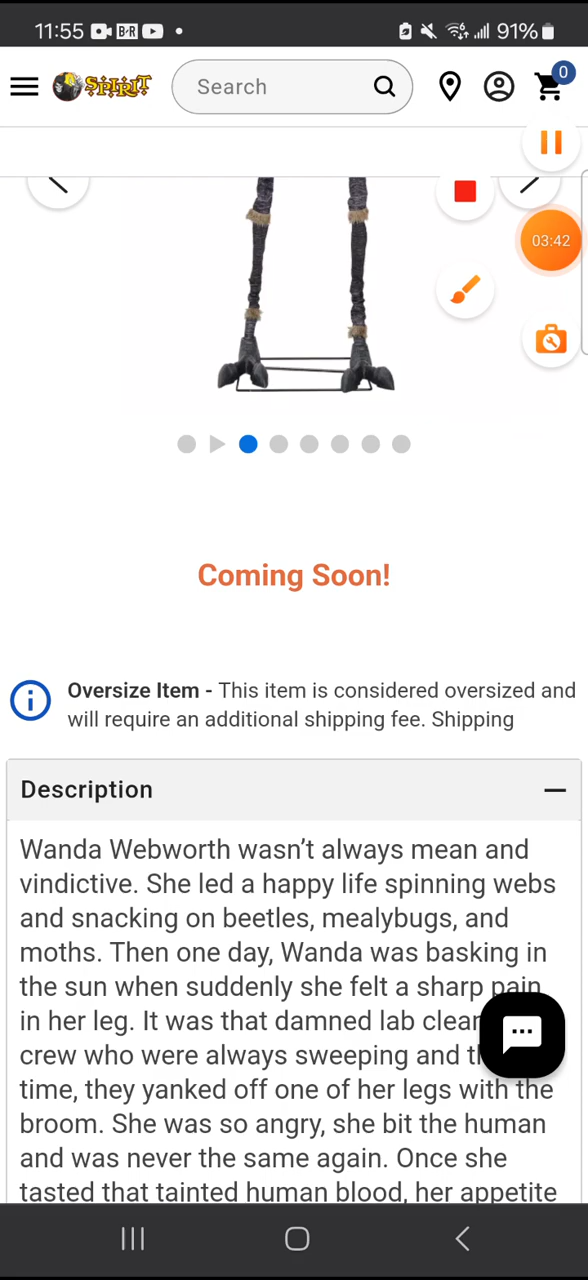 11:55 B·R 91%
SPIRIT Search 0
03:42
Coming Soon!
Oversize Item - This item is considered oversized and
will require an additional shipping fee. Shipping
Description
Wanda Webworth wasn't always mean and
vindictive. She led a happy life spinning webs
and snacking on beetles, mealybugs, and
moths. Then one day, Wanda was basking in
the sun when suddenly she felt a sharp pain
in her leg. It was that damned lab
crew who were always sweeping and
time, they yanked off one of her legs with the
broom. She was so angry, she bit the human
and was never the same again. Once she
tasted that tainted human blood, her appetite